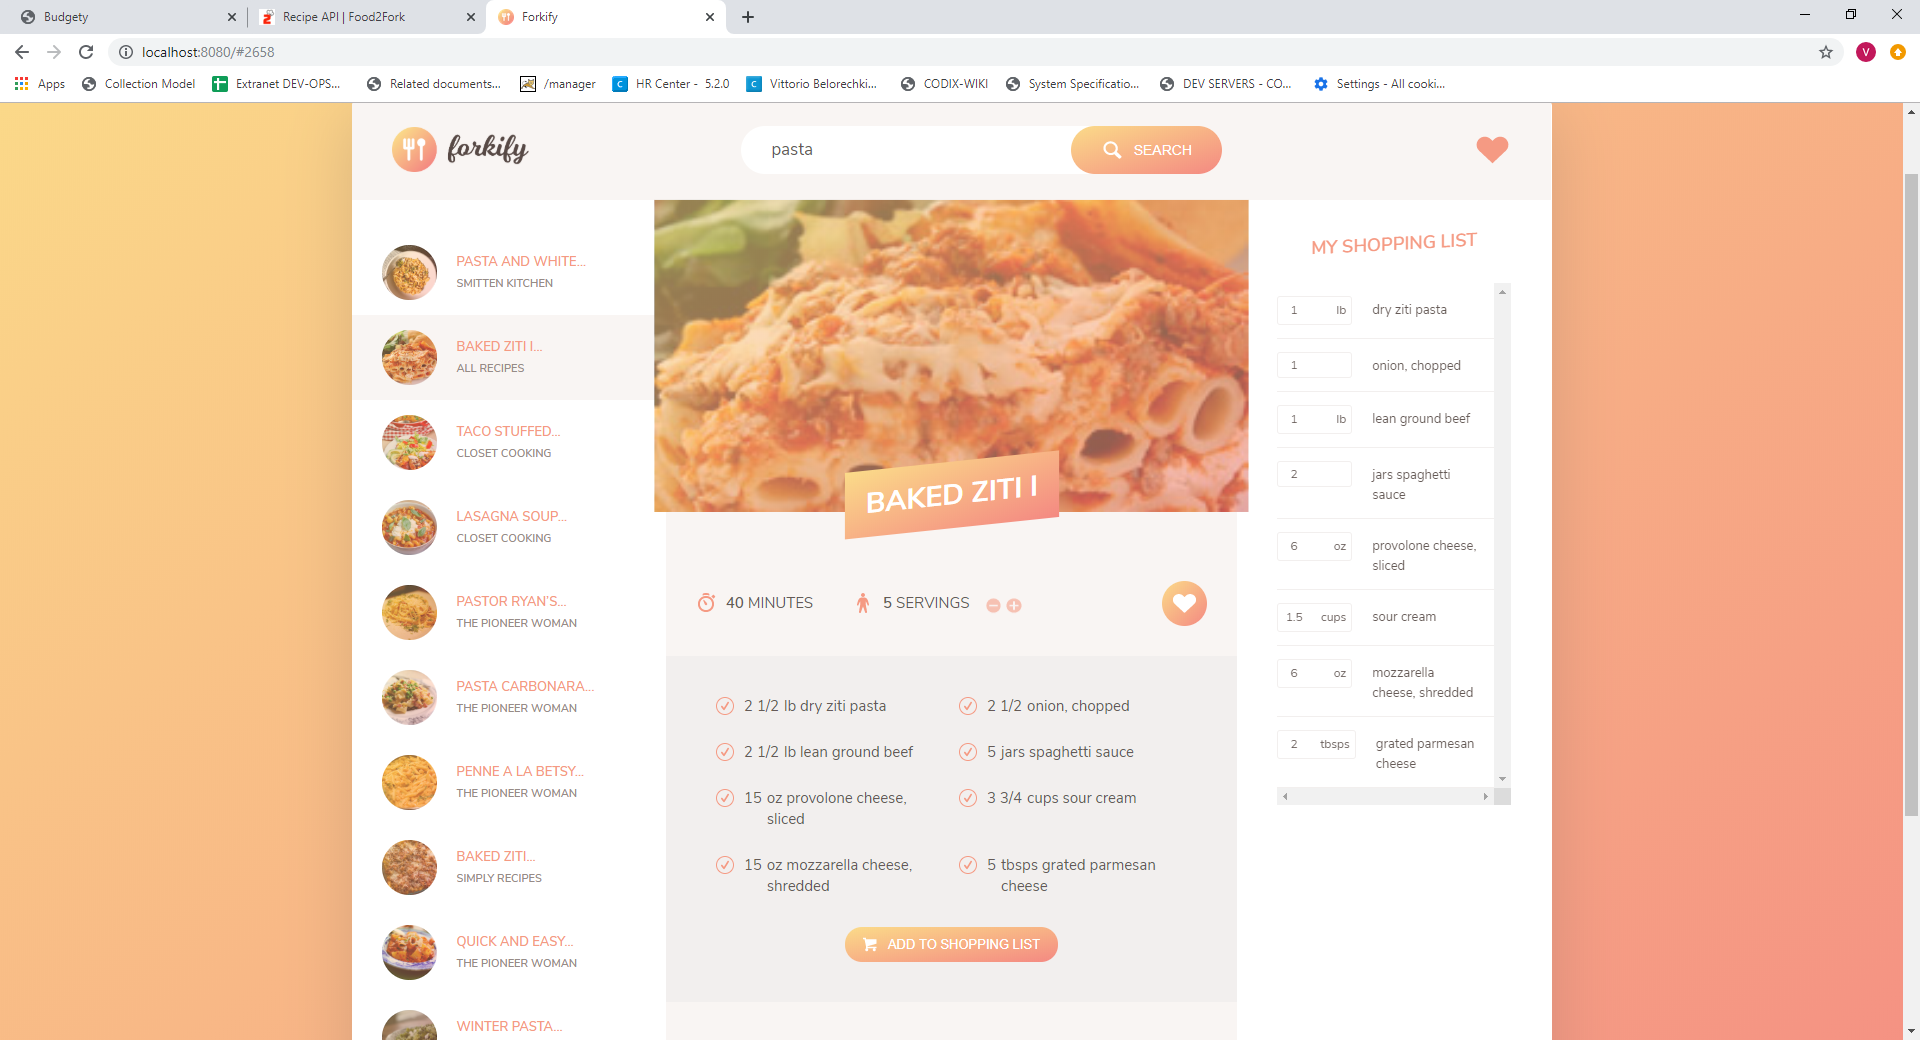 Budgety
Recipe API | Food2Fork
Forkify
localhost:8080/#2658
V
Apps
Collection Model
Extranet DEV-OPS...
Related documents...
/manager
HR Center - 5.2.0
Vittorio Belorechki...
CODIX-WIKI
System Specificatio...
DEV SERVERS - CO...
Settings - All cooki...
forkify
pasta
SEARCH
PASTA AND WHITE...
SMITTEN KITCHEN
BAKED ZITI I...
ALL RECIPES
TACO STUFFED...
CLOSET COOKING
LASAGNA SOUP...
CLOSET COOKING
PASTOR RYAN'S...
THE PIONEER WOMAN
PASTA CARBONARA...
THE PIONEER WOMAN
PENNE A LA BETSY...
THE PIONEER WOMAN
BAKED ZITI...
SIMPLY RECIPES
QUICK AND EASY...
THE PIONEER WOMAN
WINTER PASTA...
BAKED ZITI I
40 MINUTES
5 SERVINGS
2 1/2 lb dry ziti pasta
2 1/2 onion, chopped
2 1/2 lb lean ground beef
5 jars spaghetti sauce
15 oz provolone cheese,
sliced
3 3/4 cups sour cream
15 oz mozzarella cheese,
shredded
5 tbsps grated parmesan
cheese
ADD TO SHOPPING LIST
MY SHOPPING LIST
1 lb dry ziti pasta
1 onion, chopped
1 lb lean ground beef
2 jars spaghetti
sauce
6 oz provolone cheese,
sliced
1.5 cups sour cream
6 oz mozzarella
cheese, shredded
2 tbsps grated parmesan
cheese